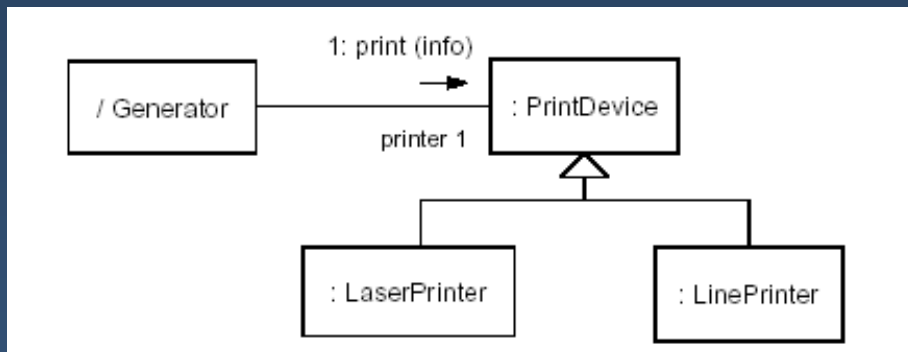 1: print (info)
/ Generator
: PrintDevice
printer 1
: LaserPrinter
: LinePrinter